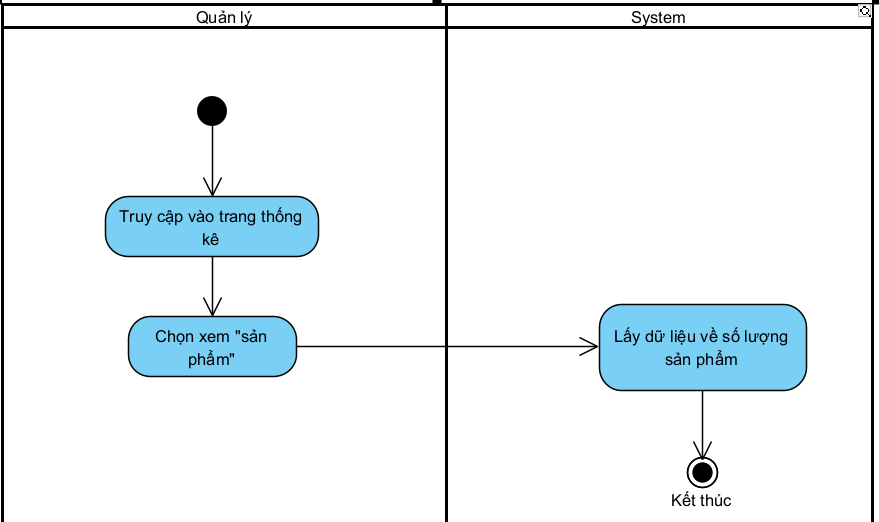 Quản lý
System
Truy cập vào trang thống
kê
Chọn xem "sản
phẩm"
Lấy dữ liệu về số lượng
sản phẩm
Kết thúc